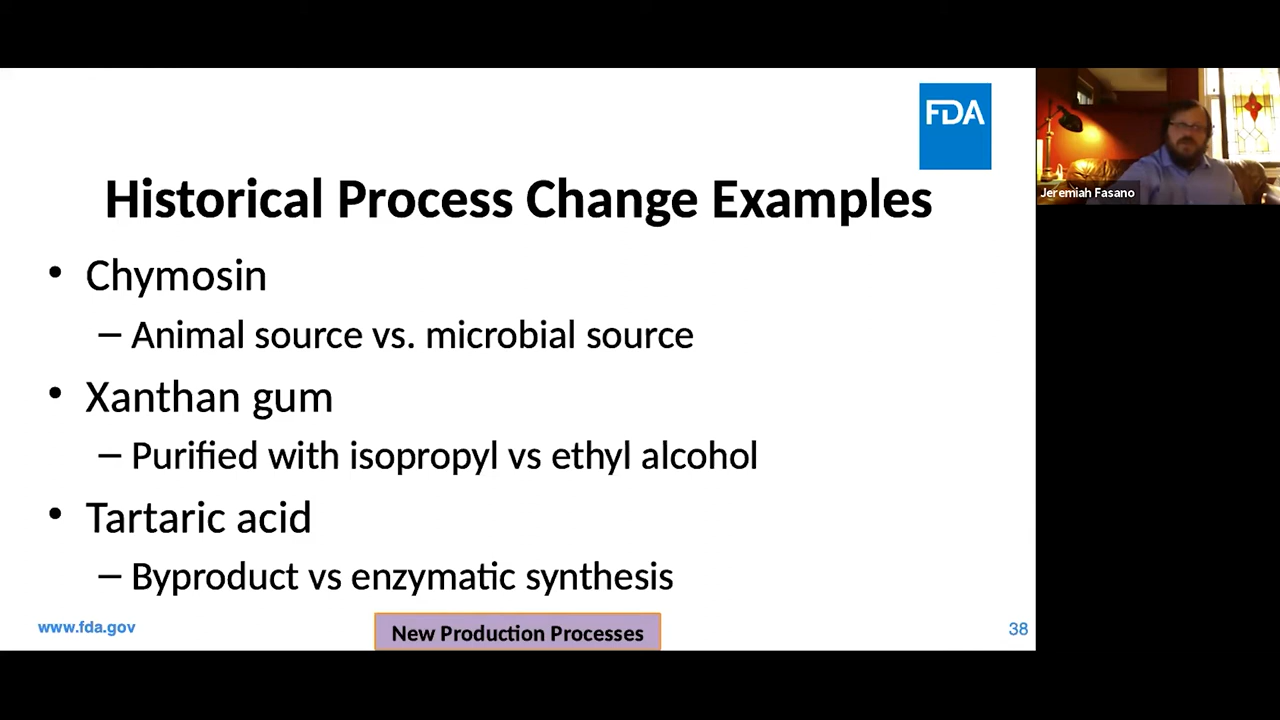 FDA
Jeremiah Fasano
Historical Process Change Examples
• Chymosin
– Animal source vs. microbial source
• Xanthan gum
– Purified with isopropyl vs ethyl alcohol
• Tartaric acid
– Byproduct vs enzymatic synthesis
www.fda.gov
New Production Processes
38